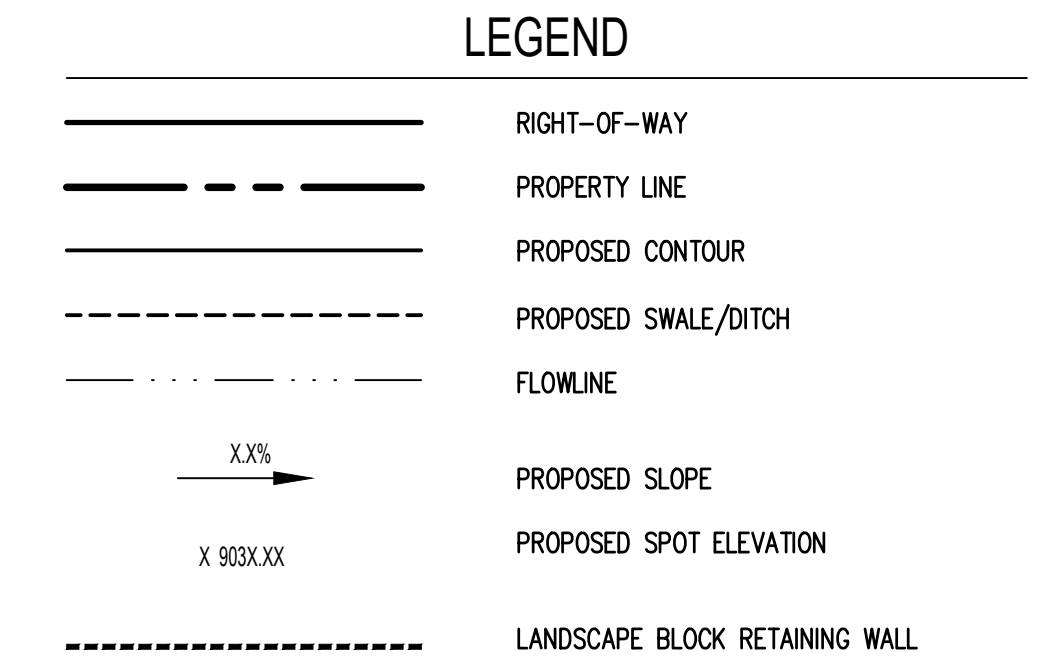 LEGEND
RIGHT-OF-WAY
PROPERTY LINE
PROPOSED CONTOUR
PROPOSED SWALE/DITCH
FLOWLINE
X.X%
PROPOSED SLOPE
PROPOSED SPOT ELEVATION
X 903X.XX
LANDSCAPE BLOCK RETAINING WALL